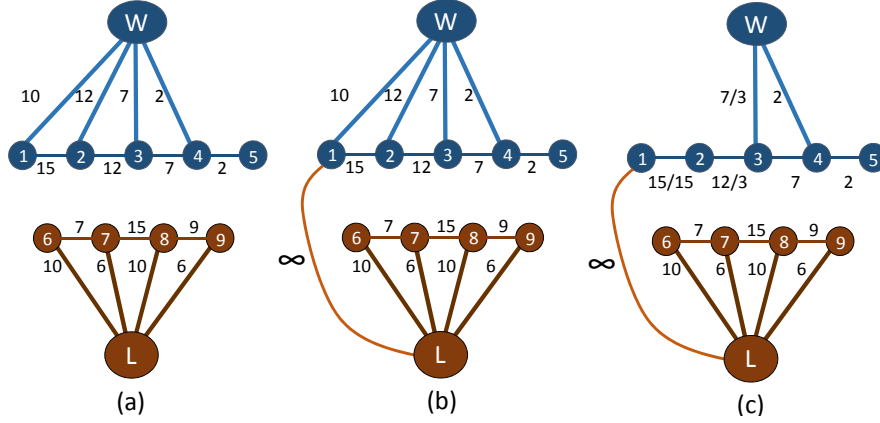 W W W
10 12 7 2 10 12 7 2 7/3 2
1 2 3 4 5 1 2 3 4 5 1 2 3 4 5
15 12 7 2 15 12 7 2 15/15 12/3 7 2
7 15 9 7 15 9 7 15 9
6 7 8 9 6 7 8 9 6 7 8 9
10 6 10 6 ∞ 10 6 10 6 ∞ 10 6 10 6
L L L
(a) (b) (c)